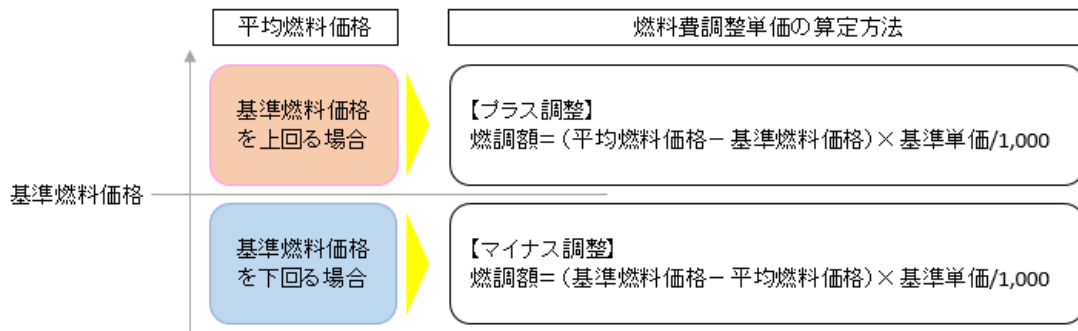 平均燃料価格
燃料費調整単価の算定方法
基準燃料価格
を上回る場合
【プラス調整】
燃調額=(平均燃料価格－基準燃料価格)×基準単価/1,000
基準燃料価格
基準燃料価格
を下回る場合
【マイナス調整】
燃調額=(基準燃料価格－平均燃料価格)×基準単価/1,000